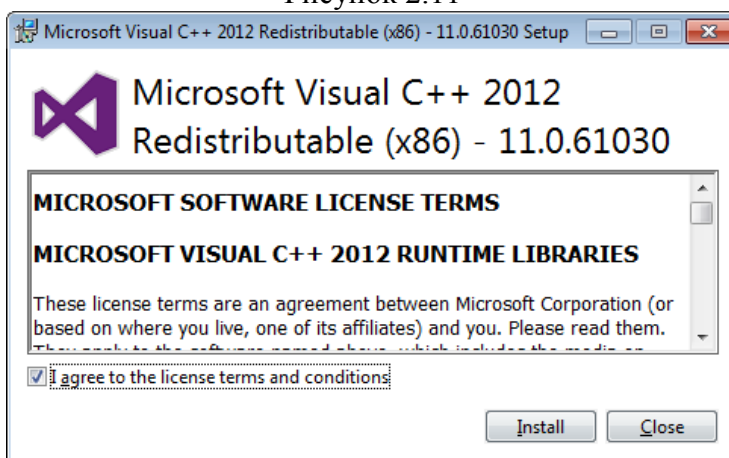 Microsoft Visual C++ 2012 Redistributable (x86) - 11.0.61030 Setup
Microsoft Visual C++ 2012
Redistributable (x86) - 11.0.61030
MICROSOFT SOFTWARE LICENSE TERMS
MICROSOFT VISUAL C++ 2012 RUNTIME LIBRARIES
These license terms are an agreement between Microsoft Corporation (or
based on where you live, one of its affiliates) and you. Please read them.
I agree to the license terms and conditions
Install
Close